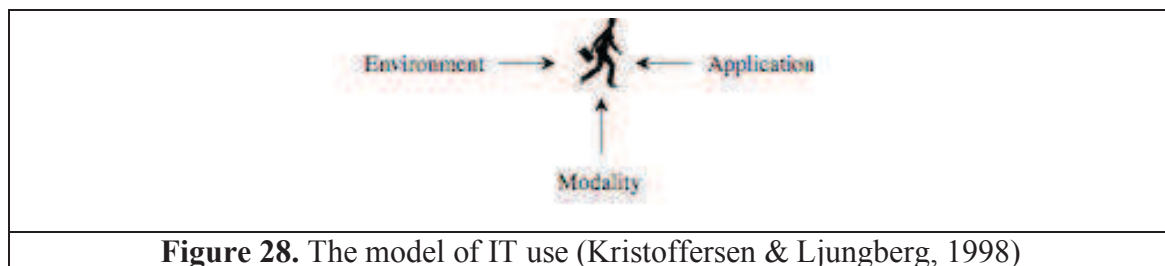 Environment Application
Modality
Figure 28. The model of IT use (Kristoffersen & Ljungberg, 1998)